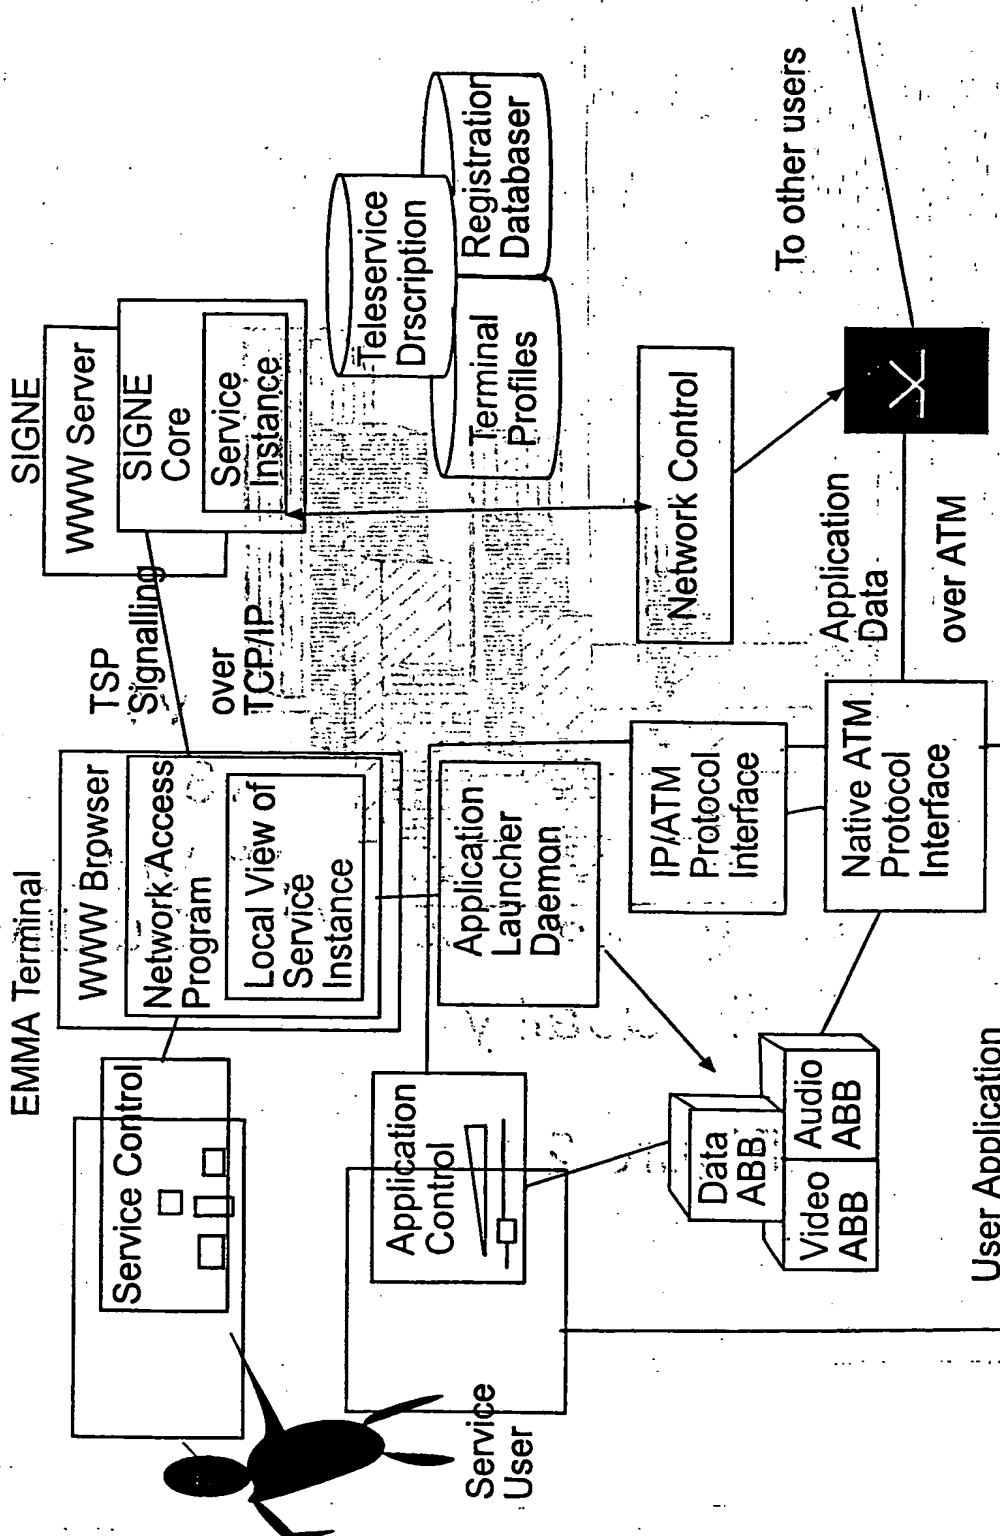 EMMA Terminal
SIGNE
Service Control
WWW Browser
Network Access
Program
Local View of
Service
Instance
TSP
Signalling
over
TCP/IP
WWW Server
SIGNE
Core
Service
Instance
Teleservice
Drscription
Registration
Databaser
Terminal
Profiles
Service
User
Application
Control
Application
Launcher
Daemon
IP/ATM
Protocol
Interface
Network Control
Data
ABB
Video
ABB
Audio
ABB
Native ATM
Protocol
Interface
Application
Data
over ATM
To other users
User Application